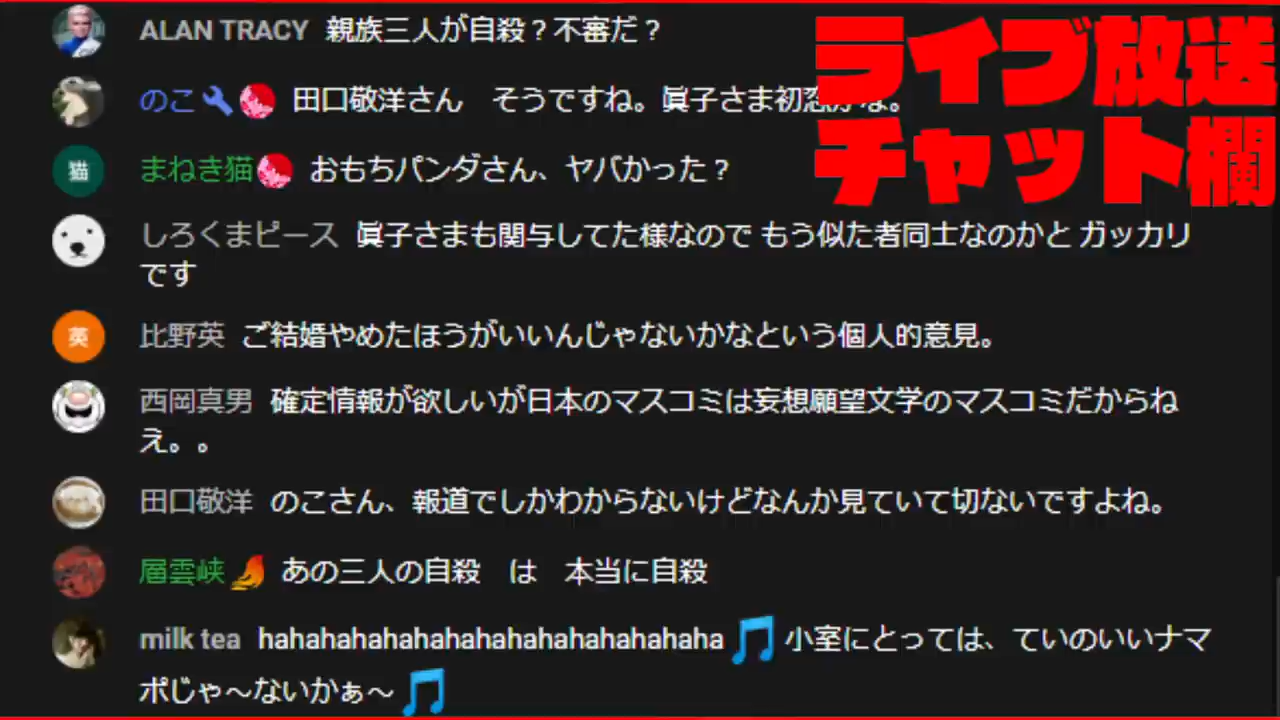 ライブ放送
チャット欄
ALAN TRACY 親族三人が自殺？不審だ？
のこ 田口敬洋さん　そうですね。眞子さま初恋かな。
猫 まねき猫 おもちパンダさん、ヤバかった？
しろくまピース 眞子さまも関与してた様なので もう似た者同士なのかと ガッカリ
です
英 比野英 ご結婚やめたほうがいいんじゃないかなという個人的意見。
西岡真男 確定情報が欲しいが日本のマスコミは妄想願望文学のマスコミだからね
え。。
田口敬洋 のこさん、報道でしかわからないけどなんか見ていて切ないですよね。
層雲峡 あの三人の自殺　は　本当に自殺
milk tea hahahahahahahahahahahahahahaha 🎵 小室にとっては、ていのいいナマ
ポじゃ〜ないかぁ〜 🎵